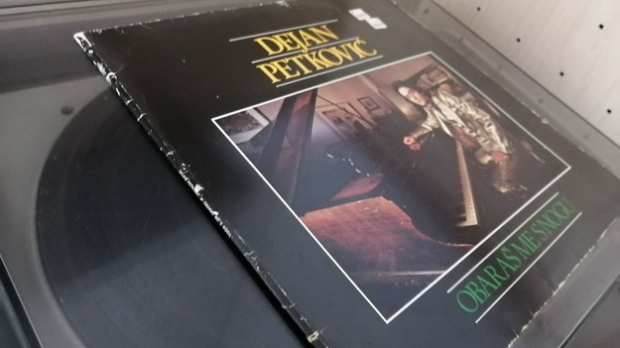 DEJAN
PETKOVIĆ
OBARAŠ ME S NOGU